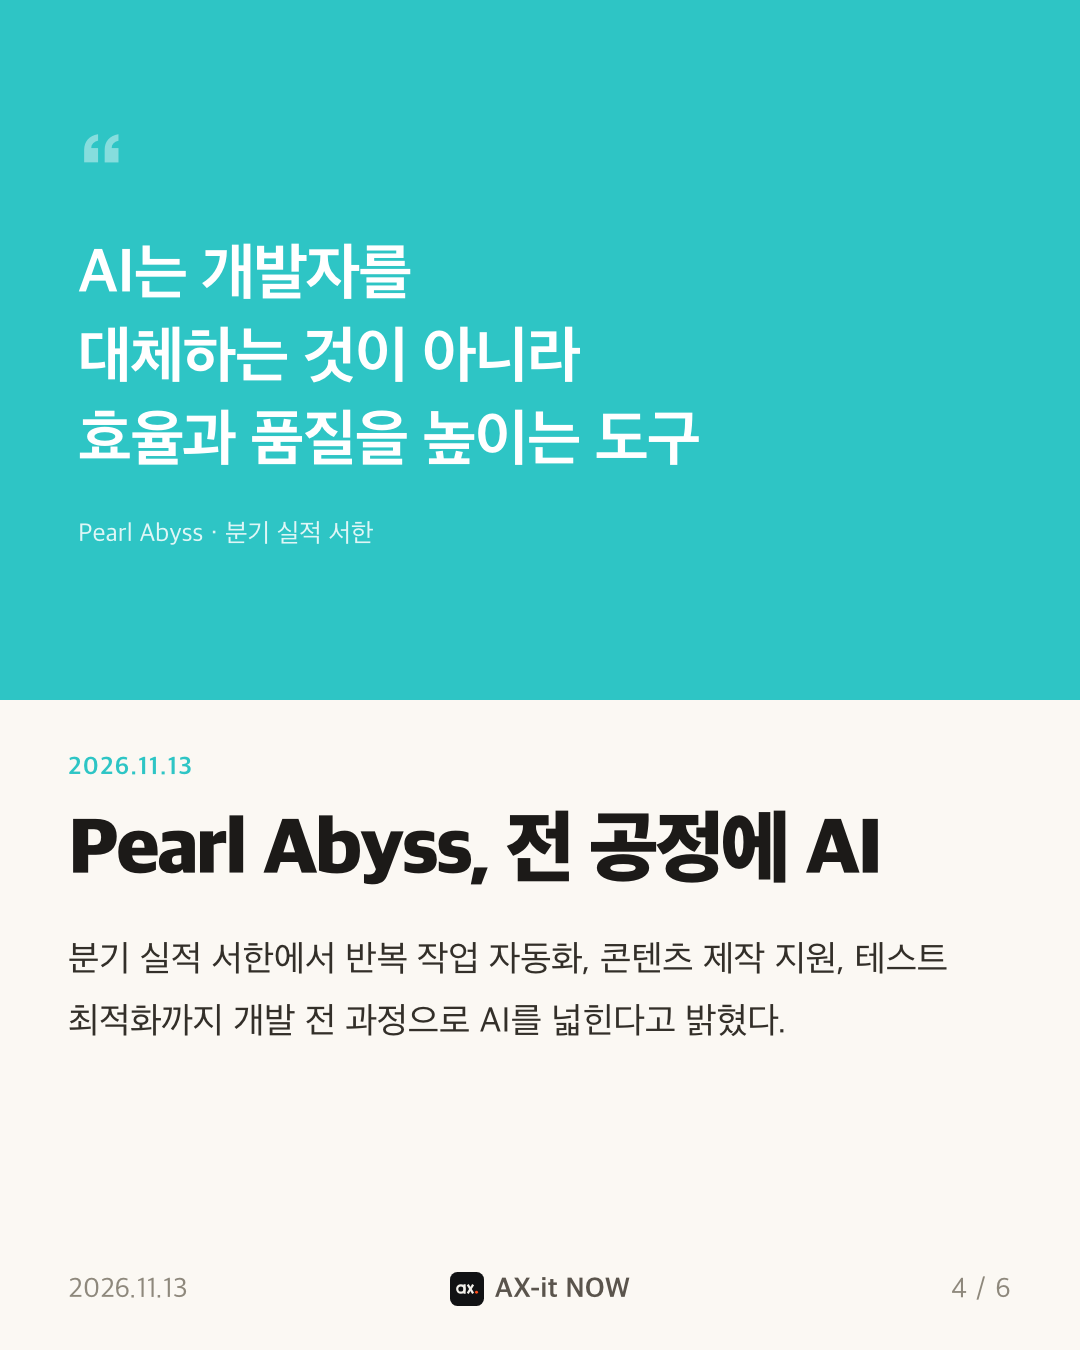 “
AI는 개발자를
대체하는 것이 아니라
효율과 품질을 높이는 도구
Pearl Abyss · 분기 실적 서한
2026.11.13
Pearl Abyss, 전 공정에 AI
분기 실적 서한에서 반복 작업 자동화, 콘텐츠 제작 지원, 테스트
최적화까지 개발 전 과정으로 AI를 넓힌다고 밝혔다.
2026.11.13
ax. AX-it NOW
4 / 6